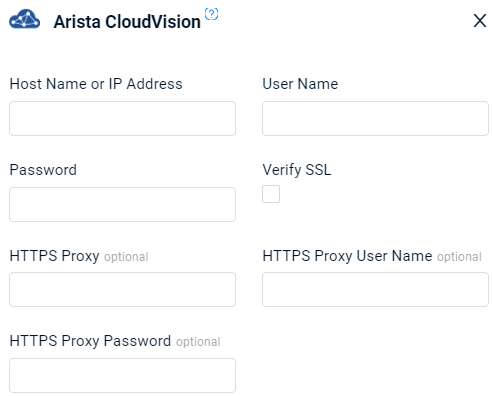 Arista CloudVision ?
Host Name or IP Address
User Name
Password
Verify SSL
HTTPS Proxy optional
HTTPS Proxy User Name optional
HTTPS Proxy Password optional